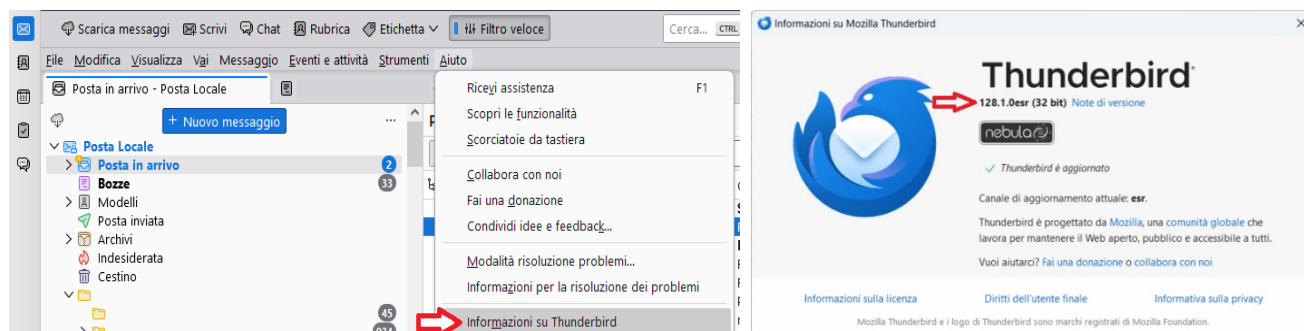 Scarica messaggi Scrivi Chat Rubrica Etichetta Filtro veloce Cerca... CTRL
File Modifica Visualizza Vai Messaggio Eventi e attività Strumenti Aiuto
Posta in arrivo - Posta Locale
+ Nuovo messaggio
Posta Locale
Posta in arrivo 2
Bozze 33
Modelli
Posta inviata
Archivi
Indesiderata
Cestino
45
Ricevi assistenza F1
Scopri le funzionalità
Scorciatoie da tastiera
Collabora con noi
Fai una donazione
Condividi idee e feedback...
Modalità risoluzione problemi...
Informazioni per la risoluzione dei problemi
Informazioni su Thunderbird
Informazioni su Mozilla Thunderbird
Thunderbird
128.1.0esr (32 bit) Note di versione
nebula
Thunderbird è aggiornato
Canale di aggiornamento attuale: esr.
Thunderbird è progettato da Mozilla, una comunità globale che
lavora per mantenere il Web aperto, pubblico e accessibile a tutti.
Vuoi aiutarci? Fai una donazione o collabora con noi
Informazioni sulla licenza Diritti dell'utente finale Informativa sulla privacy
Mozilla Thunderbird e i logo di Thunderbird sono marchi registrati di Mozilla Foundation.